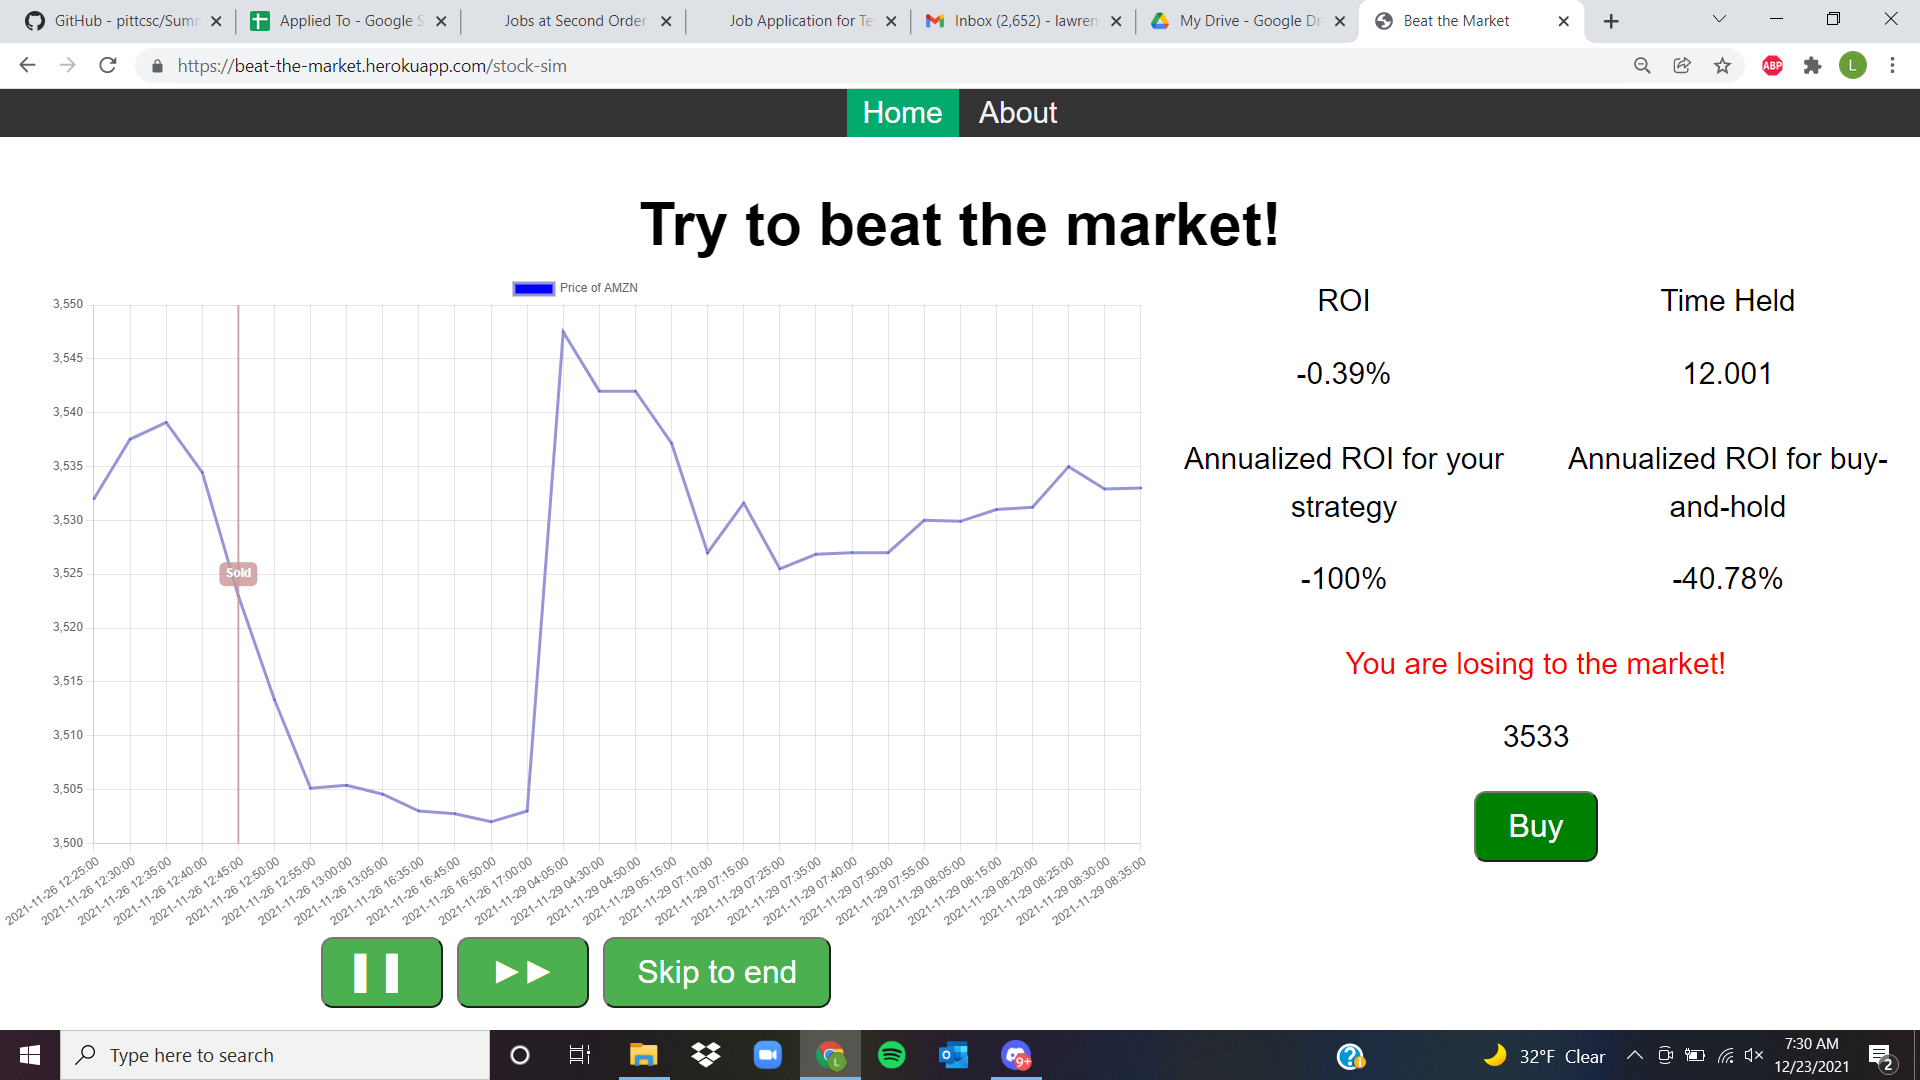 GitHub - pittcsc/Sumr
Applied To - Google S
Jobs at Second Order
Job Application for Te
Inbox (2,652) - lawren
My Drive - Google Dri
Beat the Market
https://beat-the-market.herokuapp.com/stock-sim
ABP
L
Home
About
Try to beat the market!
Price of AMZN
3,550
3,545
3,540
3,535
3,530
3,525
3,520
3,515
3,510
3,505
3,500
Sold
2021-11-26 12:25:00
2021-11-26 12:30:00
2021-11-26 12:35:00
2021-11-26 12:40:00
2021-11-26 12:45:00
2021-11-26 12:50:00
2021-11-26 12:55:00
2021-11-26 13:00:00
2021-11-26 13:05:00
2021-11-26 16:35:00
2021-11-26 16:45:00
2021-11-26 16:50:00
2021-11-26 17:00:00
2021-11-29 04:05:00
2021-11-29 04:30:00
2021-11-29 04:50:00
2021-11-29 05:15:00
2021-11-29 07:10:00
2021-11-29 07:15:00
2021-11-29 07:25:00
2021-11-29 07:35:00
2021-11-29 07:40:00
2021-11-29 07:50:00
2021-11-29 07:55:00
2021-11-29 08:05:00
2021-11-29 08:15:00
2021-11-29 08:20:00
2021-11-29 08:25:00
2021-11-29 08:30:00
2021-11-29 08:35:00
Skip to end
ROI
-0.39%
Time Held
12.001
Annualized ROI for your
strategy
-100%
Annualized ROI for buy-
and-hold
-40.78%
You are losing to the market!
3533
Buy
Type here to search
L
9+
32°F Clear
7:30 AM
12/23/2021
2